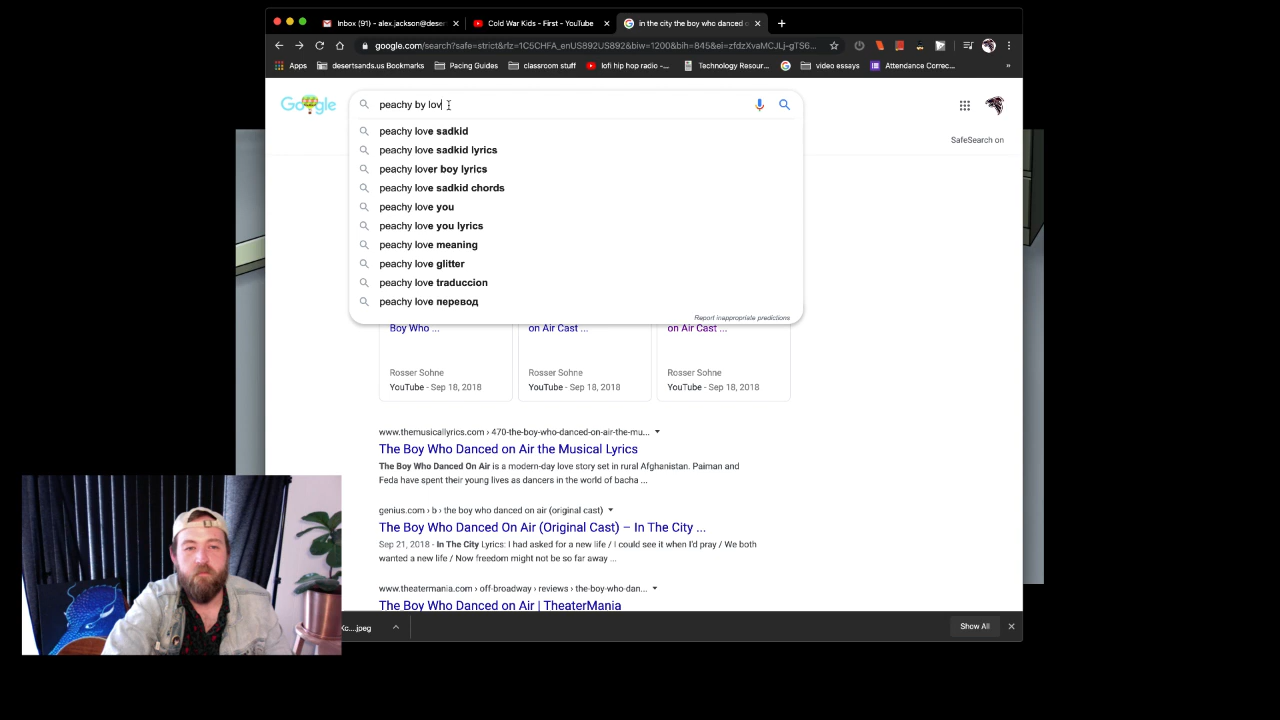 Inbox (91) - alex.jackson@deser
Cold War Kids - First - YouTube
in the city the boy who danced
google.com/search?safe=strict&rlz=1C5CHFA_enUS892US892&biw=1200&bih=845&ei=zfdzXvaMCJLj-gTS6...
Apps
desertsands.us Bookmarks
Pacing Guides
classroom stuff
lofi hip hop radio -...
Technology Resour...
video essays
Attendance Correc...
»
Google
peachy by lov
SafeSearch on
peachy love sadkid
peachy love sadkid lyrics
peachy lover boy lyrics
peachy love sadkid chords
peachy love you
peachy love you lyrics
peachy love meaning
peachy love glitter
peachy love traduccion
peachy love перевод
Report inappropriate predictions
Boy Who ...
on Air Cast ...
on Air Cast ...
Rosser Sohne
Rosser Sohne
Rosser Sohne
YouTube - Sep 18, 2018
YouTube - Sep 18, 2018
YouTube - Sep 18, 2018
www.themusicallyrics.com › 470-the-boy-who-danced-on-air-the-mu...
The Boy Who Danced on Air the Musical Lyrics
The Boy Who Danced On Air is a modern-day love story set in rural Afghanistan. Paiman and
Feda have spent their young lives as dancers in the world of bacha ...
genius.com › b › the boy who danced on air (original cast)
The Boy Who Danced On Air (Original Cast) – In The City ...
Sep 21, 2018 - In The City Lyrics: I had asked for a new life / I could see it when I'd pray / We both
wanted a new life / Now freedom might not be so far away ...
www.theatermania.com › off-broadway › reviews › the-boy-who-dan...
The Boy Who Danced on Air | TheaterMania
Kc....jpeg
Show All